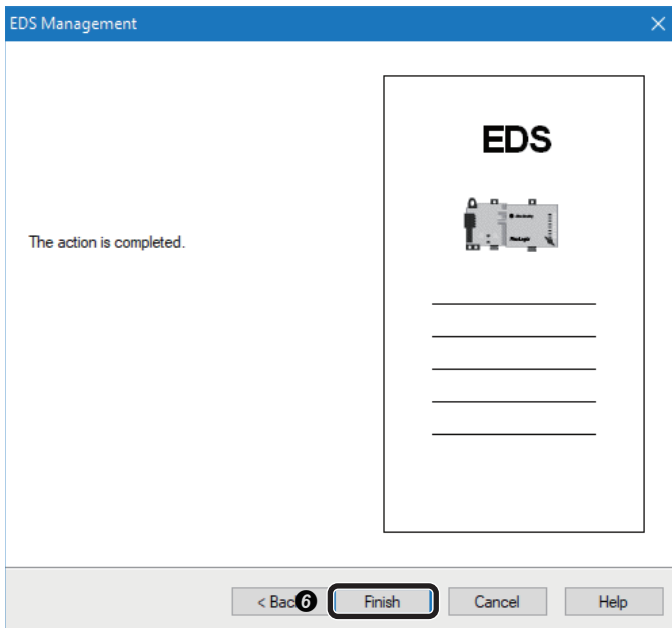 EDS Management
EDS
The action is completed.
< Bac
6
Finish
Cancel
Help